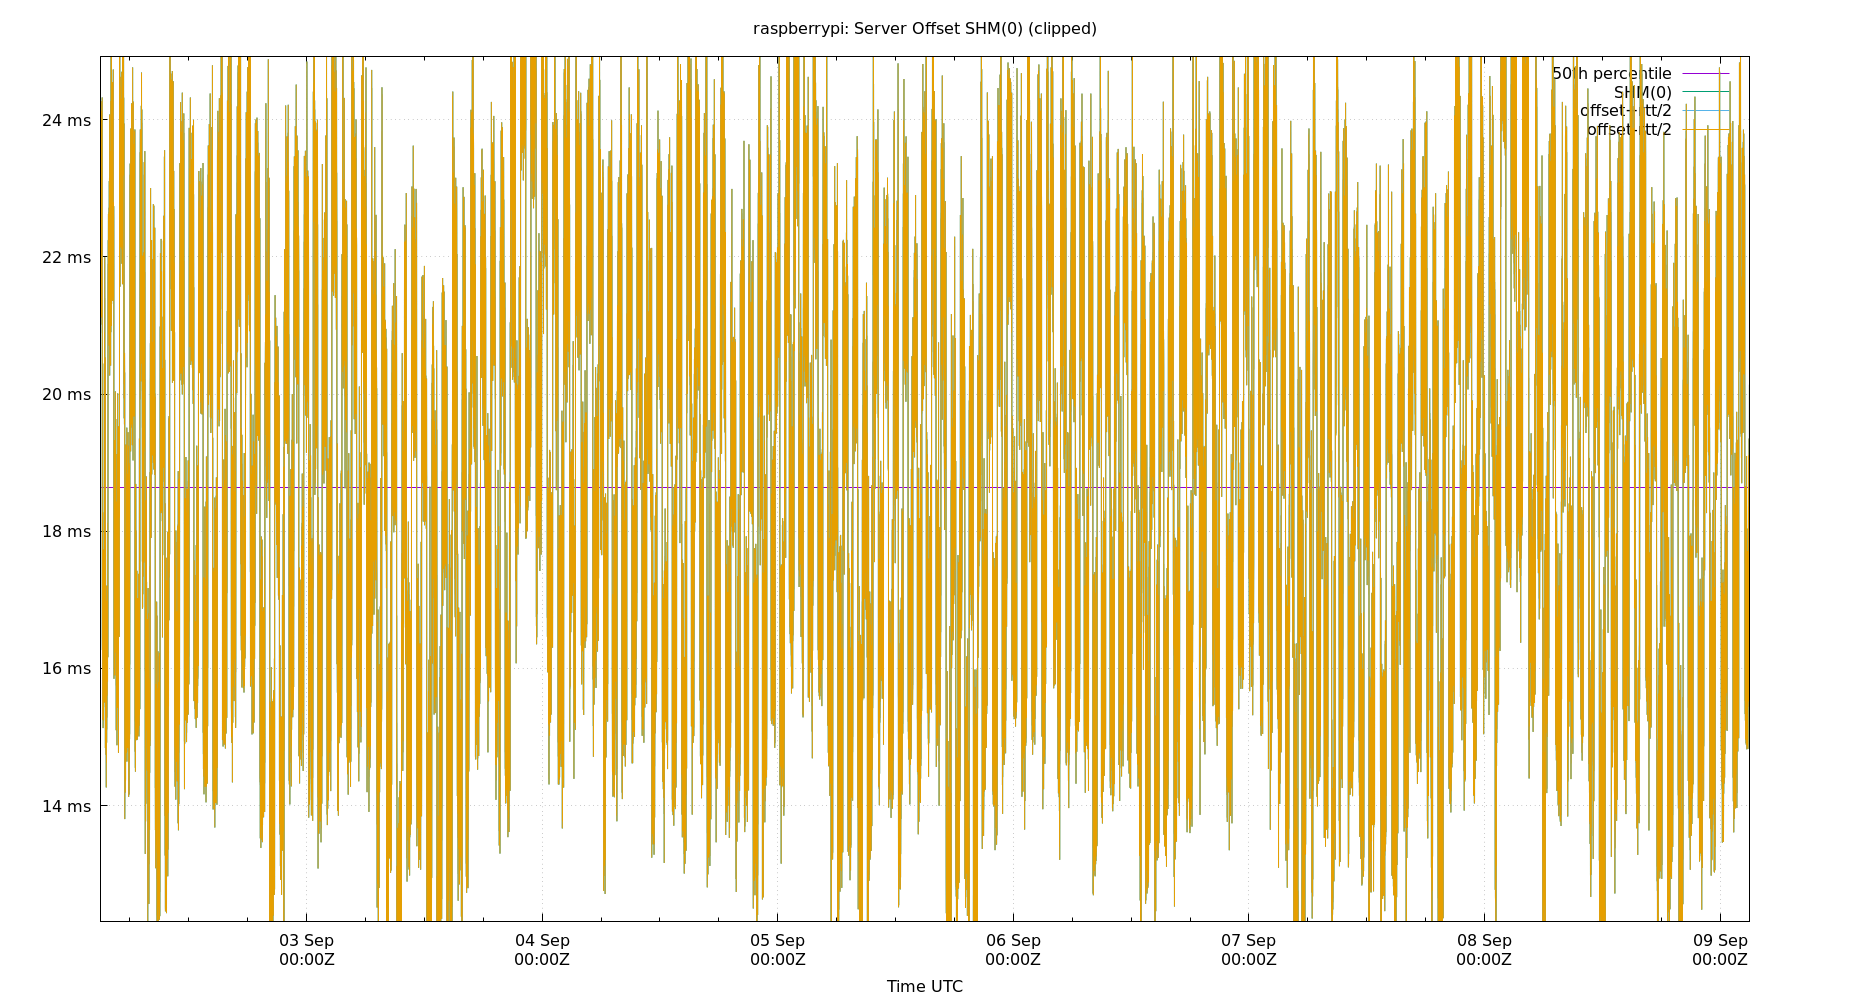 raspberrypi: Server Offset SHM(0) (clipped)
50th percentile
SHM(0)
offset+rtt/2
offset-rtt/2
24 ms
22 ms
20 ms
18 ms
16 ms
14 ms
03 Sep
00:00Z
04 Sep
00:00Z
05 Sep
00:00Z
06 Sep
00:00Z
07 Sep
00:00Z
08 Sep
00:00Z
09 Sep
00:00Z
Time UTC